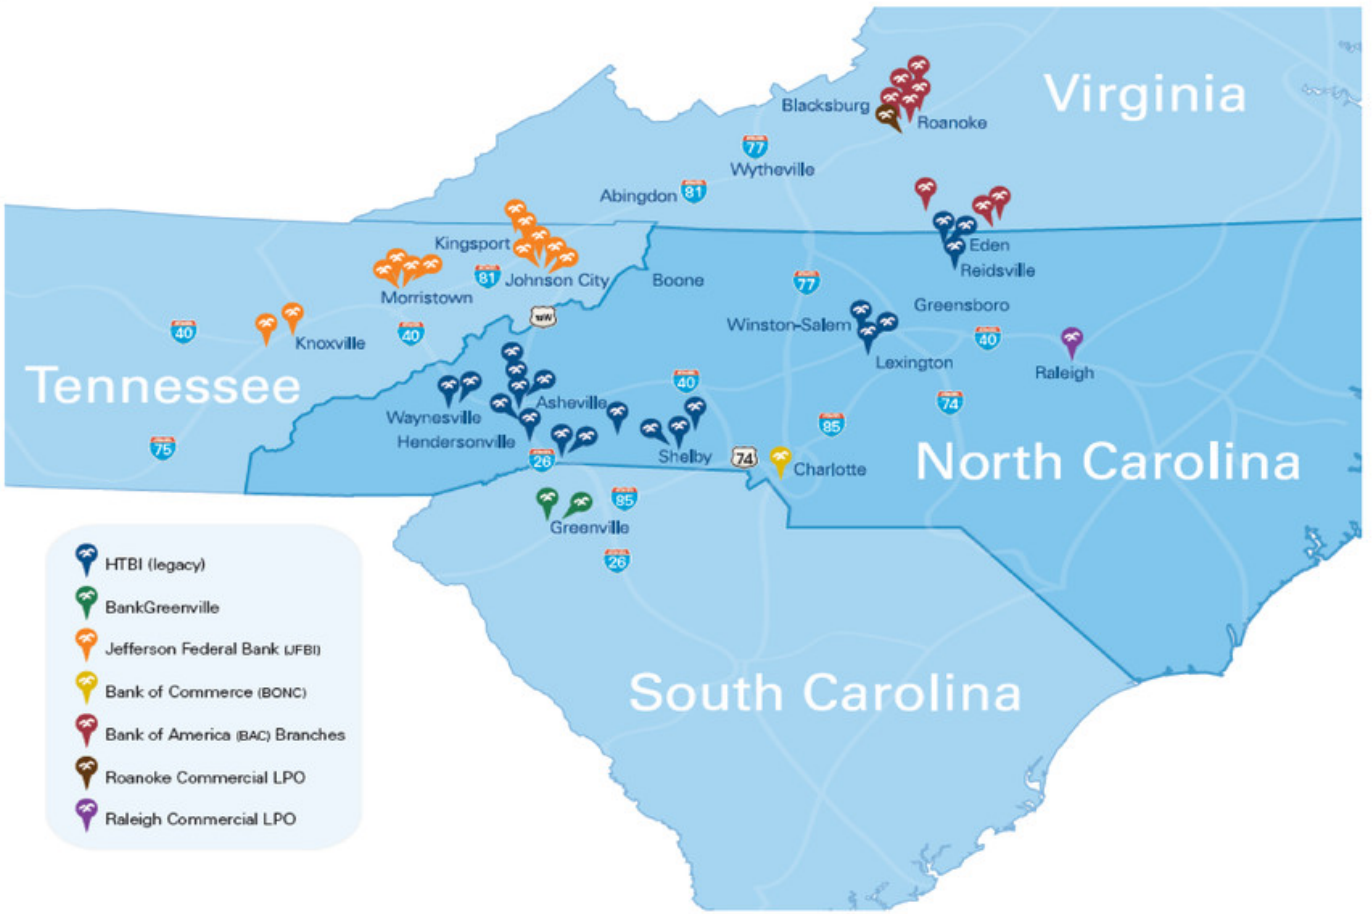 Virginia
Blacksburg
Roanoke
77
Wytheville
Abingdon
81
Kingsport
Eden
Reidsville
Johnson City
81
Boone
77
Morristown
Greensboro
Winston-Salem
40
40
Knoxville
40
Lexington
Raleigh
Tennessee
40
74
Waynesville
Asheville
85
Hendersonville
75
26
Shelby
74
Charlotte
North Carolina
85
Greenville
26
HTBI (legacy)
BankGreenville
Jefferson Federal Bank (JFBI)
Bank of Commerce (BONC)
Bank of America (BAC) Branches
Roanoke Commercial LPO
Raleigh Commercial LPO
South Carolina